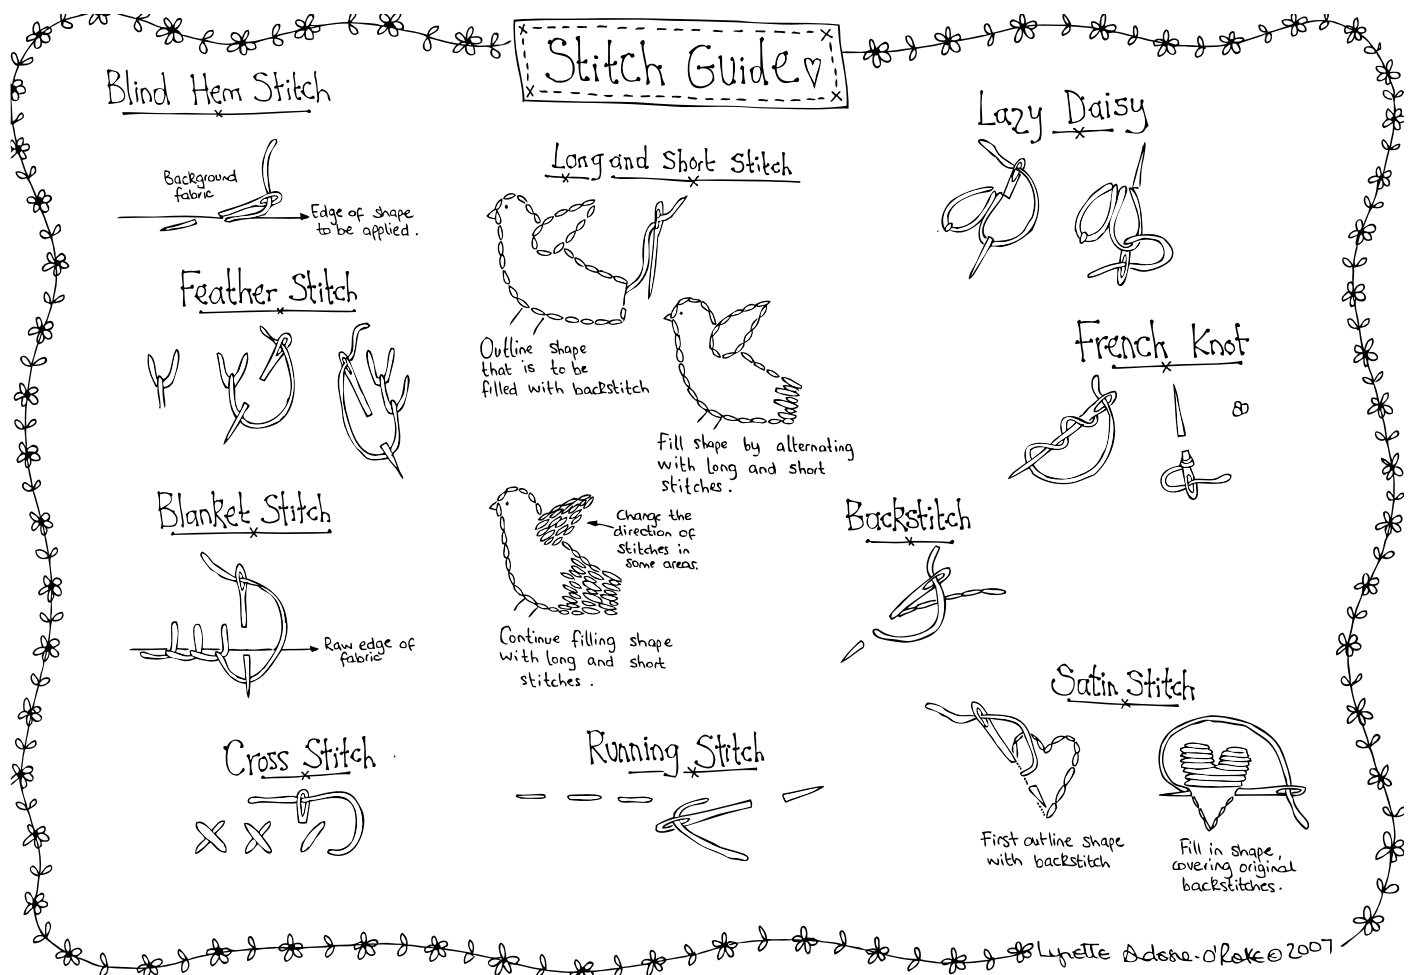 Stitch Guide
Blind Hem Stitch
Background
fabric
Edge of shape
to be applied.
Feather Stitch
Blanket Stitch
Raw edge of
fabric
Cross Stitch
Long and Short Stitch
Outline shape
that is to be
filled with backstitch
Fill shape by alternating
with long and short
stitches.
Change the
direction of
stitches in
some areas.
Continue filling shape
with long and short
stitches.
Running Stitch
Lazy Daisy
French Knot
Backstitch
Satin Stitch
First outline shape
with backstitch
Fill in shape,
covering original
backstitches.
Lynette © 2007